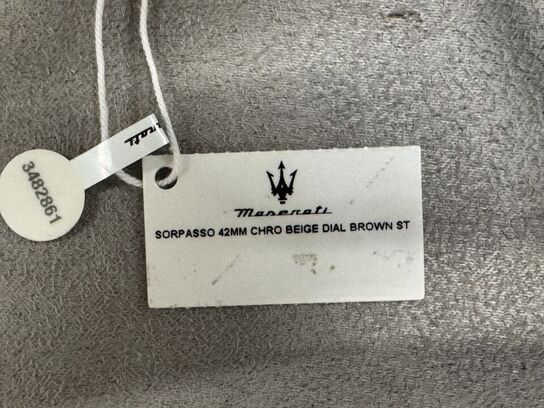 3482861
Maserati
SORPASSO 42MM CHRO BEIGE DIAL BROWN ST